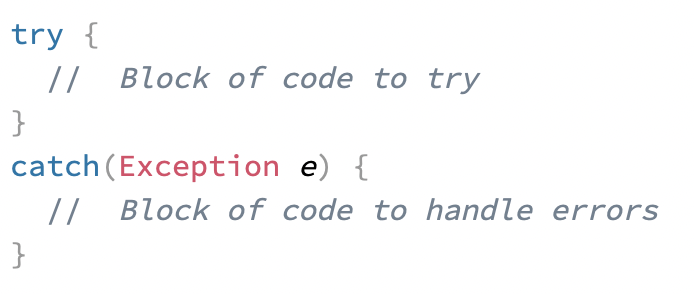 try {
  //  Block of code to try
}
catch(Exception e) {
  //  Block of code to handle errors
}